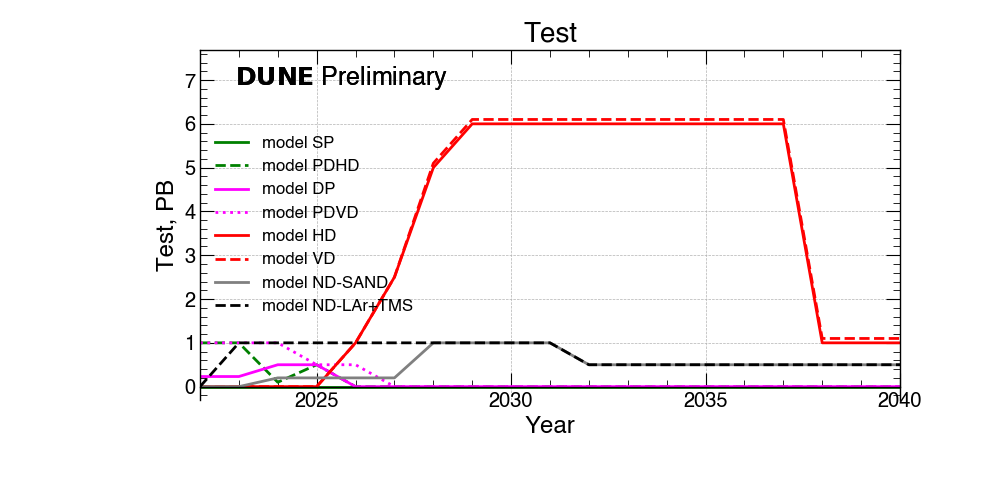 Test
DUNE Preliminary
Test, PB
7
6
5
4
3
2
1
0
model SP
model PDHD
model DP
model PDVD
model HD
model VD
model ND-SAND
model ND-LAr+TMS
2025 2030 2035 2040
Year